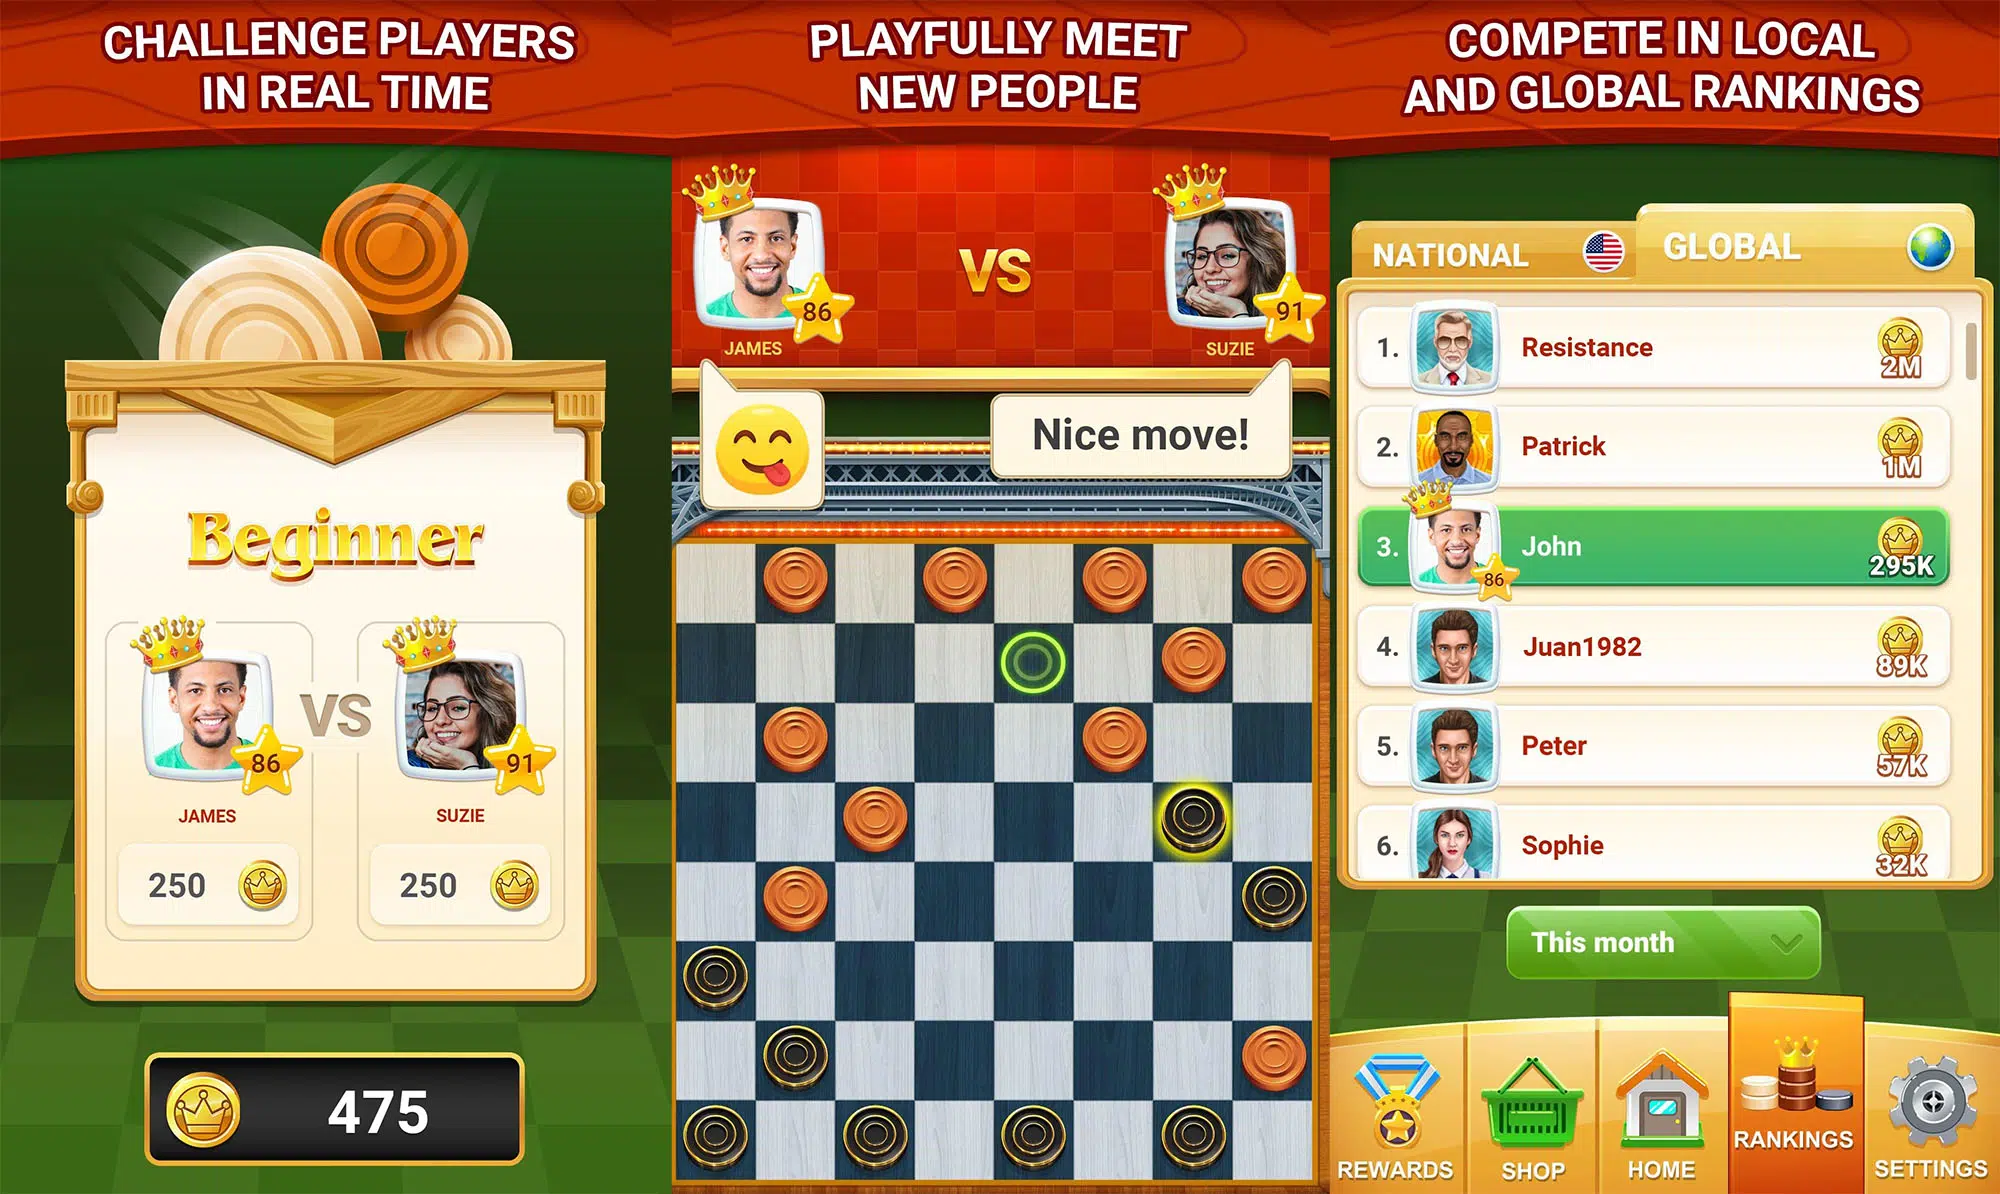 CHALLENGE PLAYERS
IN REAL TIME
Beginner
VS
86
91
JAMES
SUZIE
250
250
475
PLAYFULLY MEET
NEW PEOPLE
VS
86
91
JAMES
SUZIE
Nice move!
COMPETE IN LOCAL
AND GLOBAL RANKINGS
NATIONAL
GLOBAL
1. Resistance 2M
2. Patrick 1M
3. 86 John 295K
4. Juan1982 89K
5. Peter 57K
6. Sophie 32K
This month
REWARDS
SHOP
HOME
RANKINGS
SETTINGS